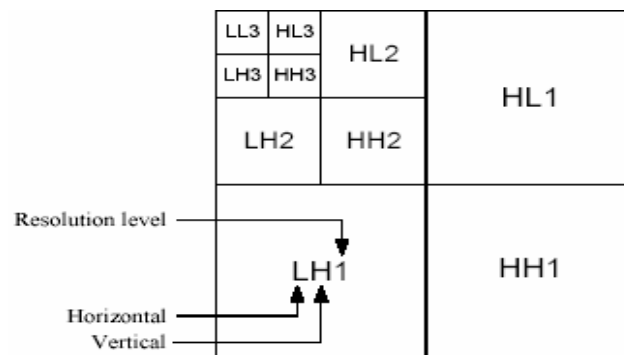 LL3 HL3
HL2
HL1
LH3 HH3
LH2 HH2
Resolution level
LH1
HH1
Horizontal
Vertical